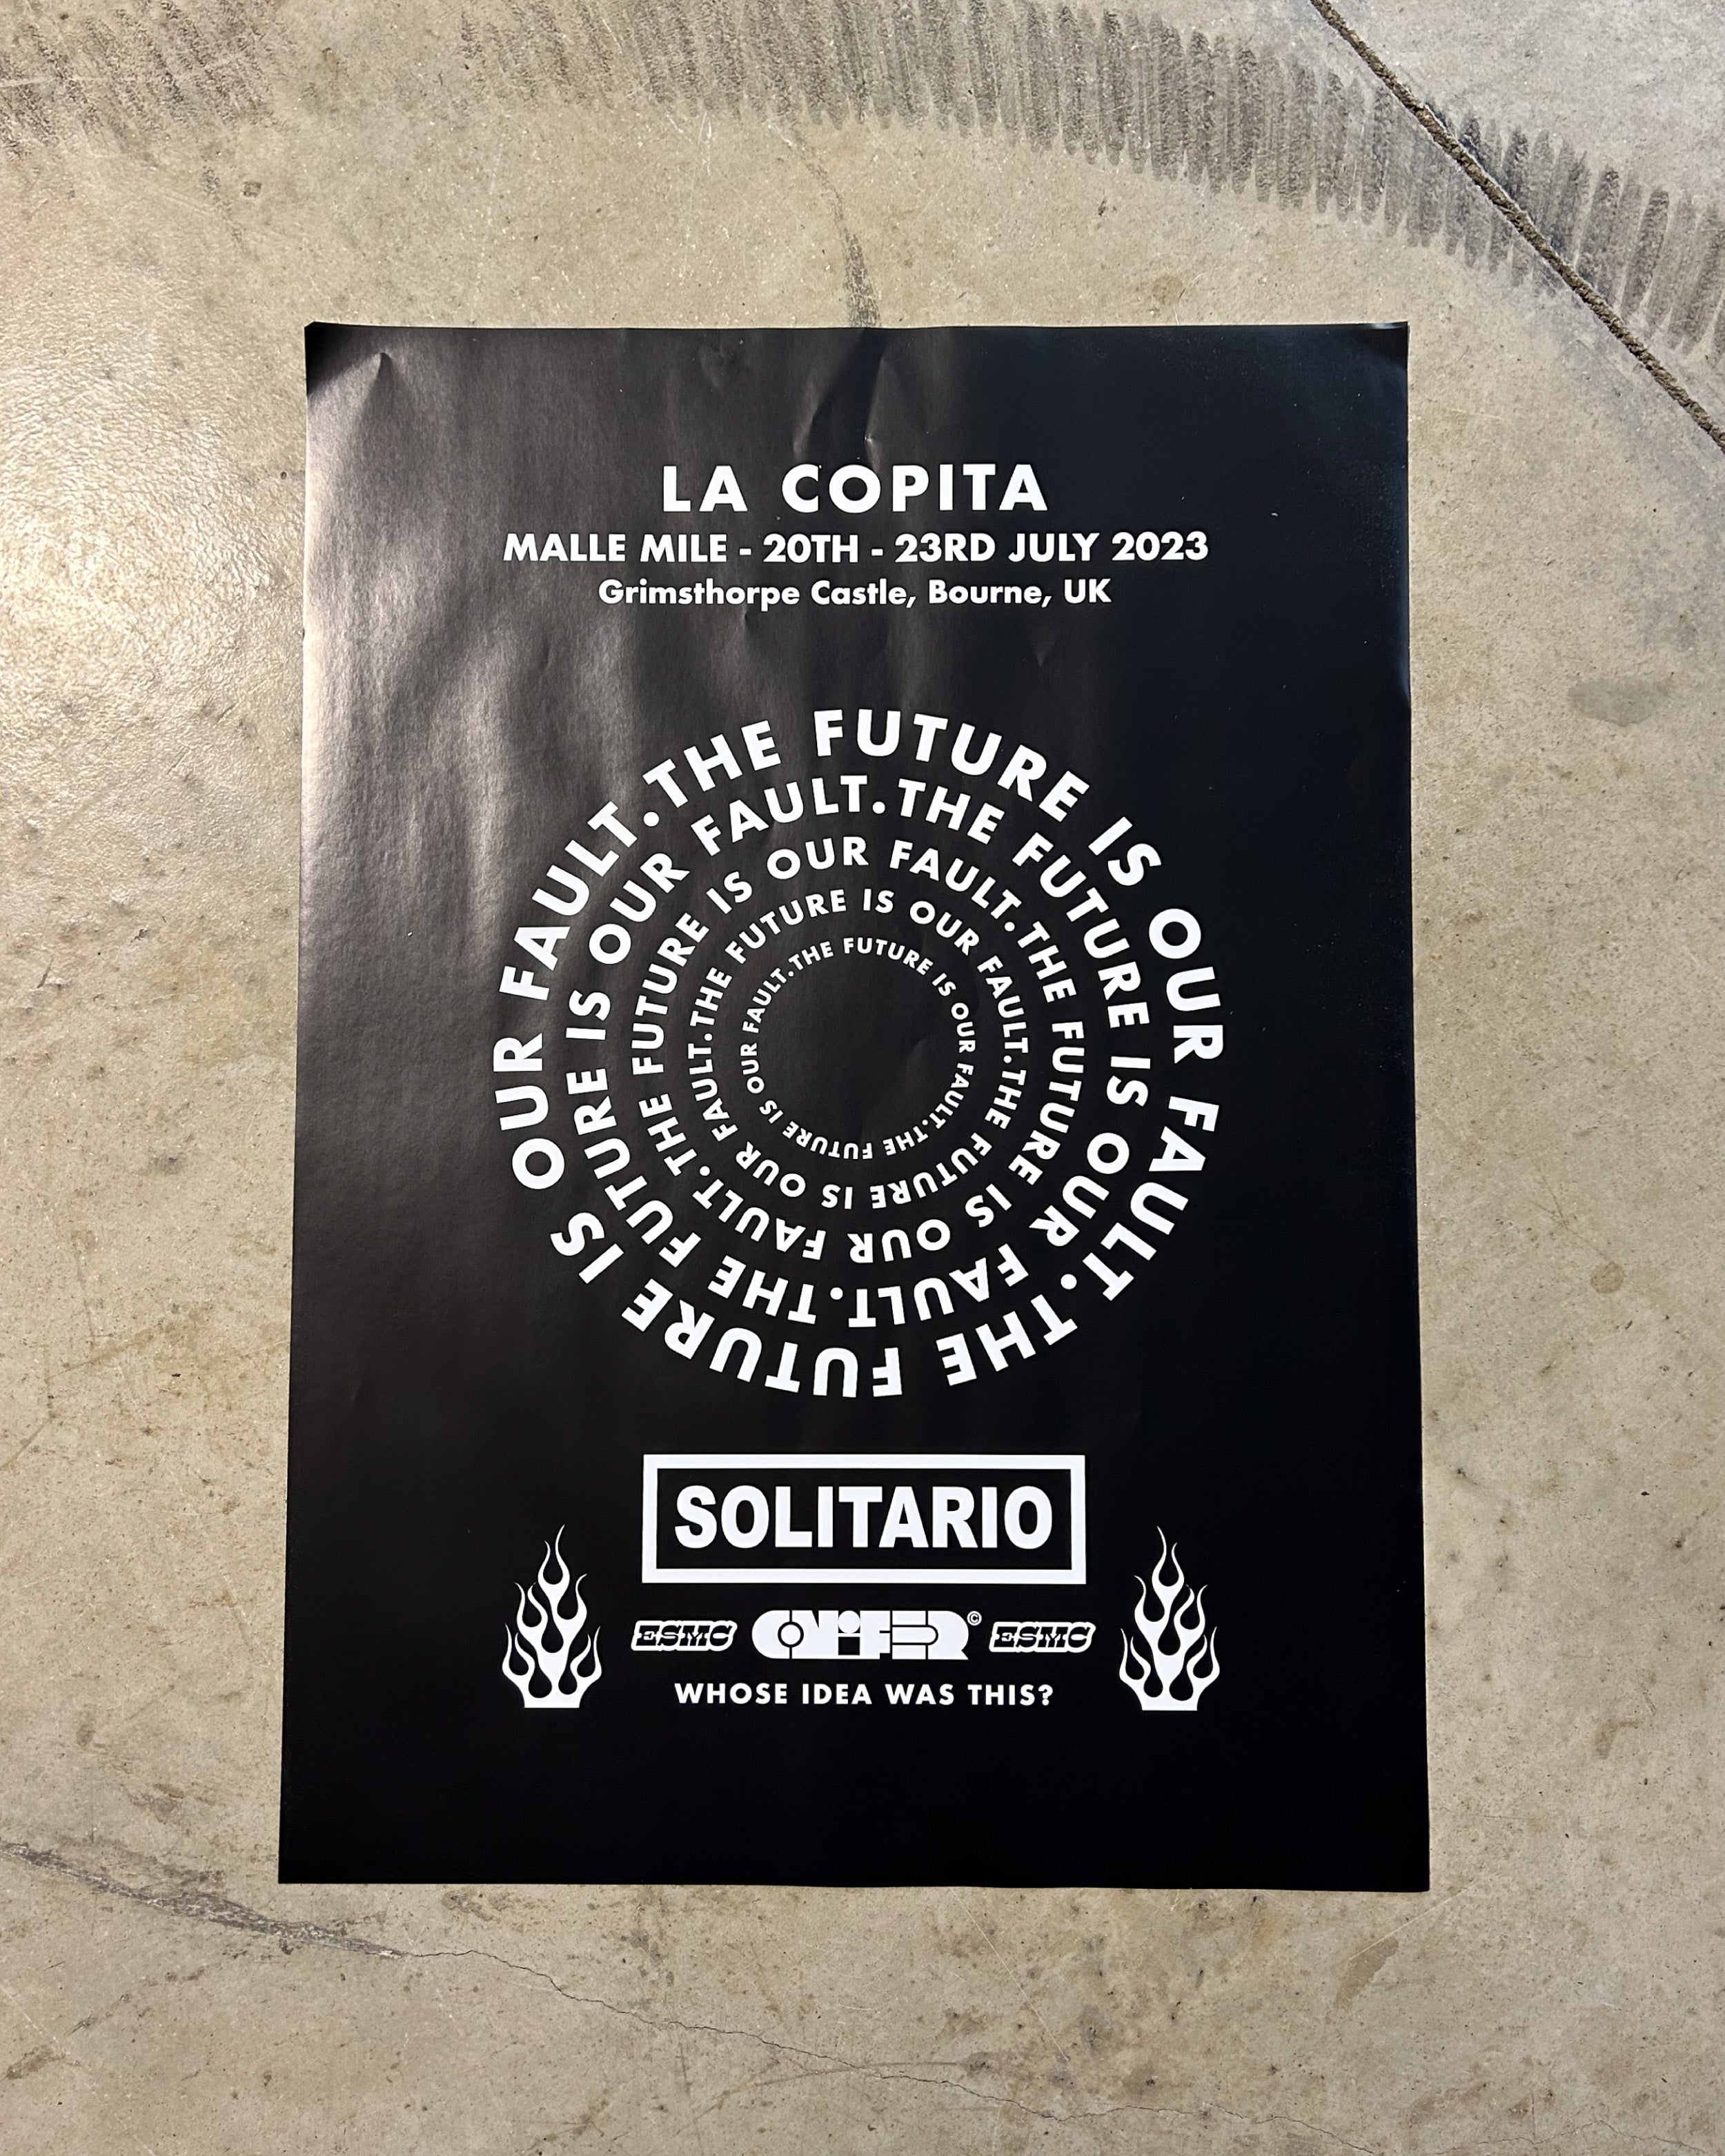 LA COPITA
MALLE MILE - 20TH - 23RD JULY 2023
Grimsthorpe Castle, Bourne, UK
THE FUTURE IS OUR FAULT.THE FUTURE IS OUR FAULT.
THE FUTURE IS OUR FAULT.THE FUTURE IS OUR FAULT.
THE FUTURE IS OUR FAULT.THE FUTURE IS OUR FAULT.
THE FUTURE IS OUR FAULT.THE FUTURE IS OUR FAULT.
THE FUTURE IS OUR FAULT.THE FUTURE IS OUR FAULT.
SOLITARIO
ESMC CONIFER© ESMC
WHOSE IDEA WAS THIS?